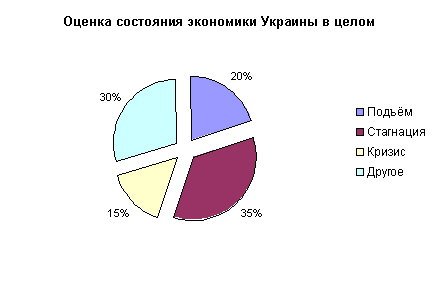 Оценка состояния экономики Украины в целом
20%
30%
Подъём
Стагнация
Кризис
Другое
15%
35%